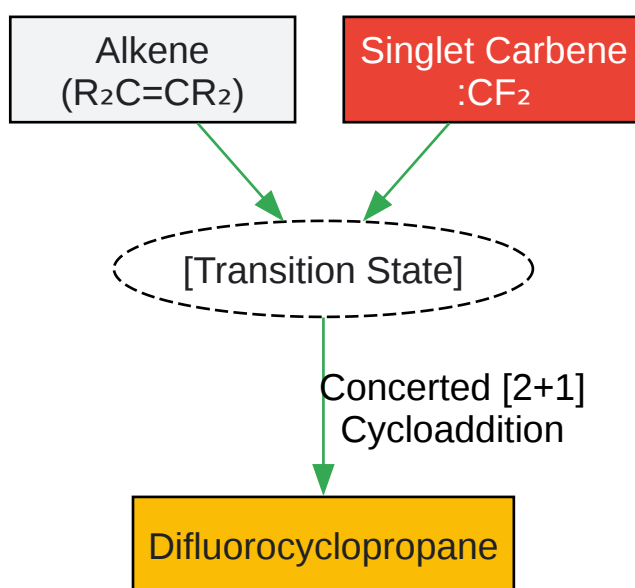 Alkene
(R₂C=CR₂)
Singlet Carbene
:CF₂
[Transition State]
Concerted [2+1]
Cycloaddition
Difluorocyclopropane